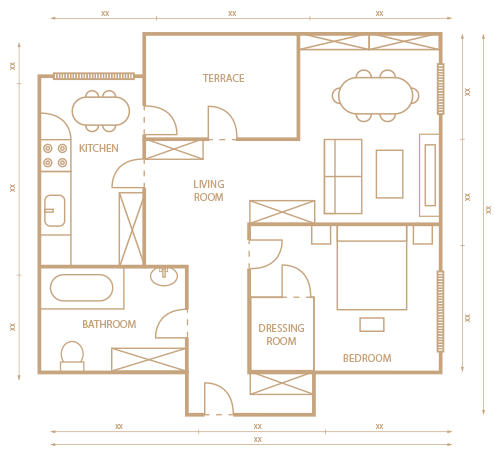 xx xx xx
xx
TERRACE
xx
KITCHEN
xx
LIVING
ROOM
xx
xx
xx
BATHROOM
xx
DRESSING
ROOM
BEDROOM
xx
xx xx xx
xx